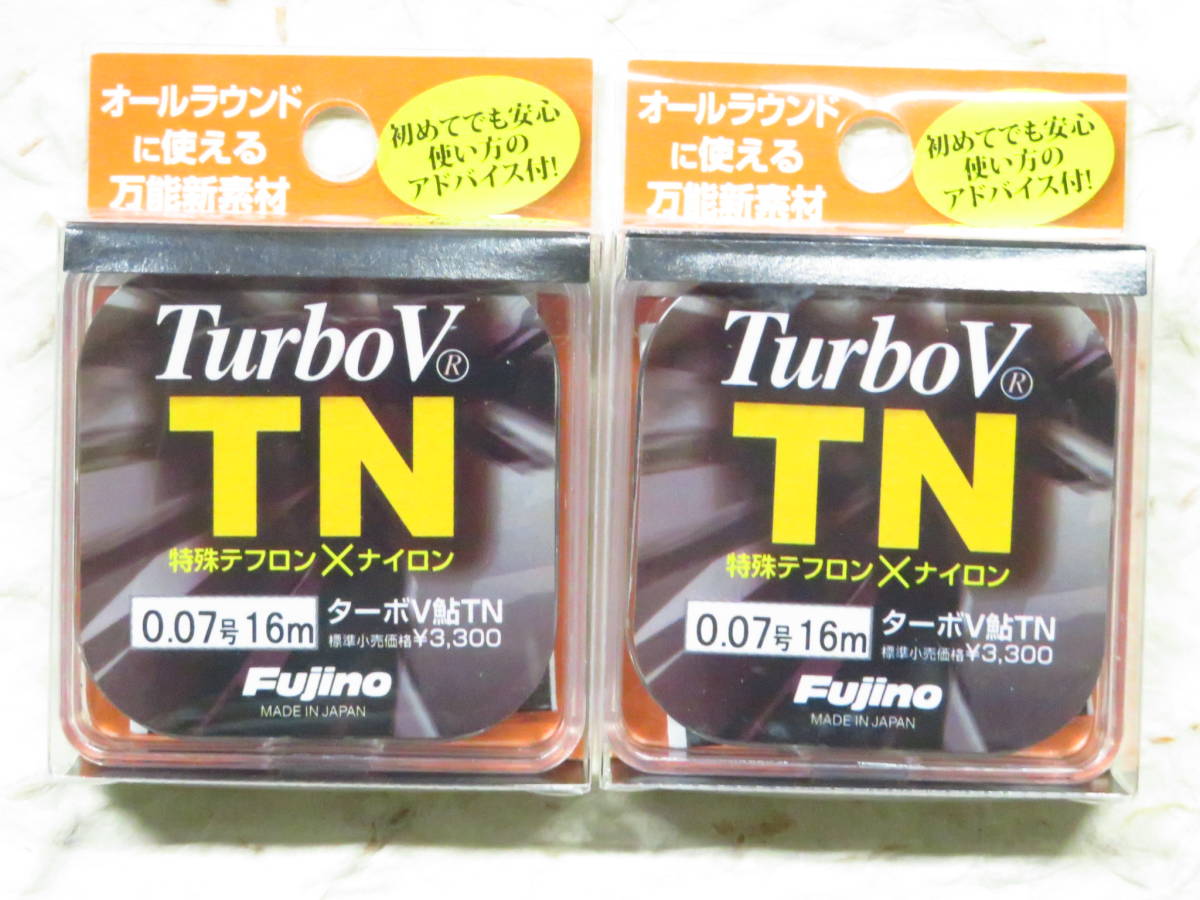 オールラウンド
に使える
万能新素材
初めてでも安心
使い方の
アドバイス付!
TurboV®
TN
特殊テフロン×ナイロン
0.07号16m
ターボV鮎TN
標準小売価格¥3,300
Fujino
MADE IN JAPAN
オールラウンド
に使える
万能新素材
初めてでも安心
使い方の
アドバイス付!
TurboV®
TN
特殊テフロン×ナイロン
0.07号16m
ターボV鮎TN
標準小売価格¥3,300
Fujino
MADE IN JAPAN